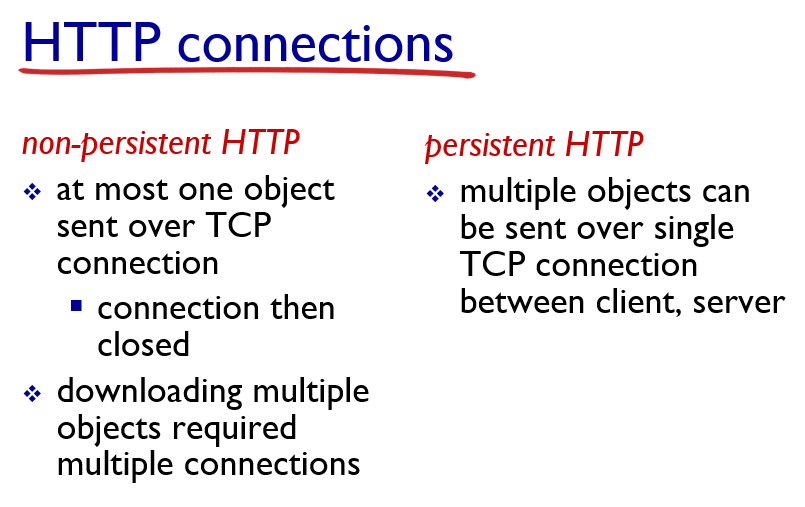 HTTP connections
non-persistent HTTP
at most one object
sent over TCP
connection
connection then
closed
downloading multiple
objects required
multiple connections
persistent HTTP
multiple objects can
be sent over single
TCP connection
between client, server